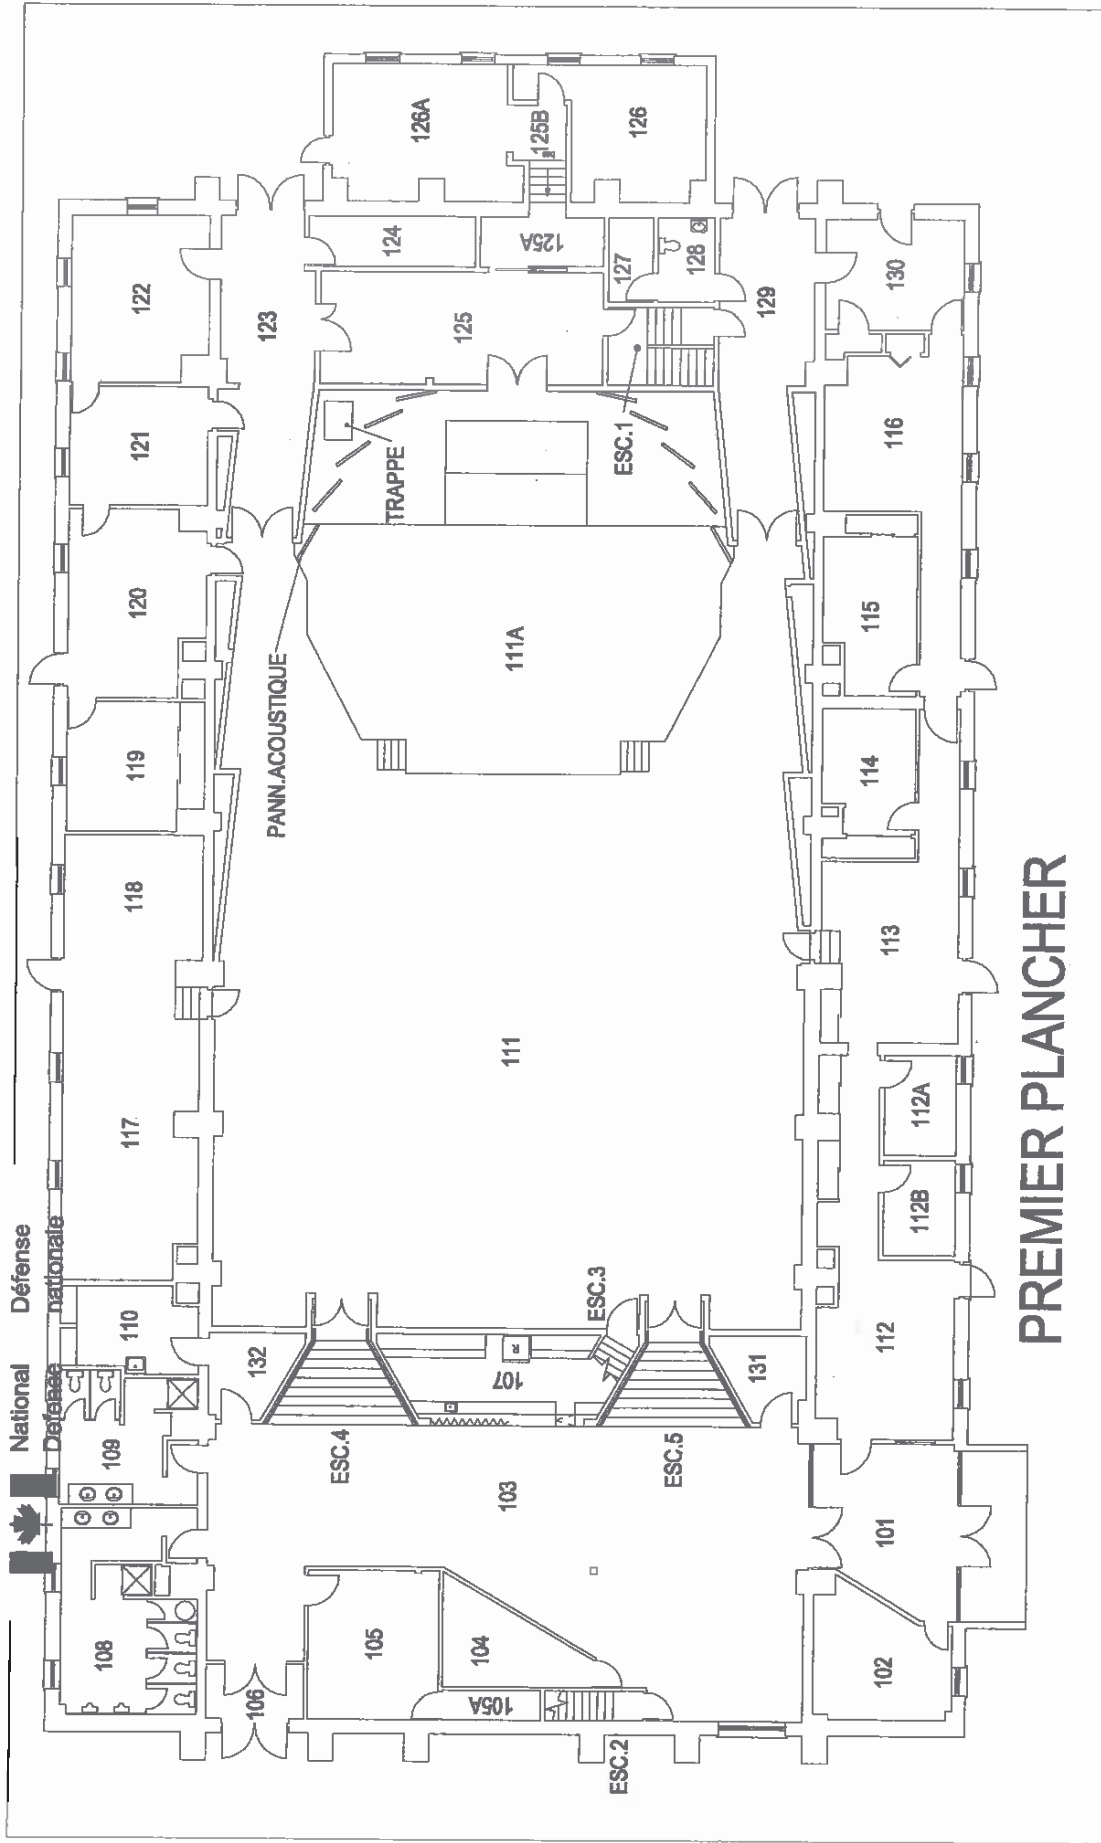 National Défense
Defence nationale
126A
125B
126
122
124
125A
127
128
123
125
129
130
121
TRAPPE
ESC.1
116
120
PANN.ACOUSTIQUE
111A
115
119
114
118
113
117
111
112A
112B
110
132
ESC.3
107
R
131
112
109
ESC.4
103
ESC.5
101
108
105
104
106
105A
102
ESC.2
PREMIER PLANCHER